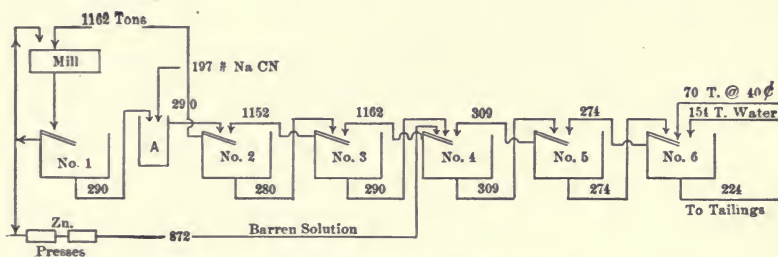 1162 Tons
Mill
197 # Na CN
290
1152
1162
309
274
70 T. @ 40¢
154 T. Water
No. 1
A
No. 2
No. 3
No. 4
No. 5
No. 6
290
280
290
309
274
224
To Tailings
Zn.
872
Barren Solution
Presses